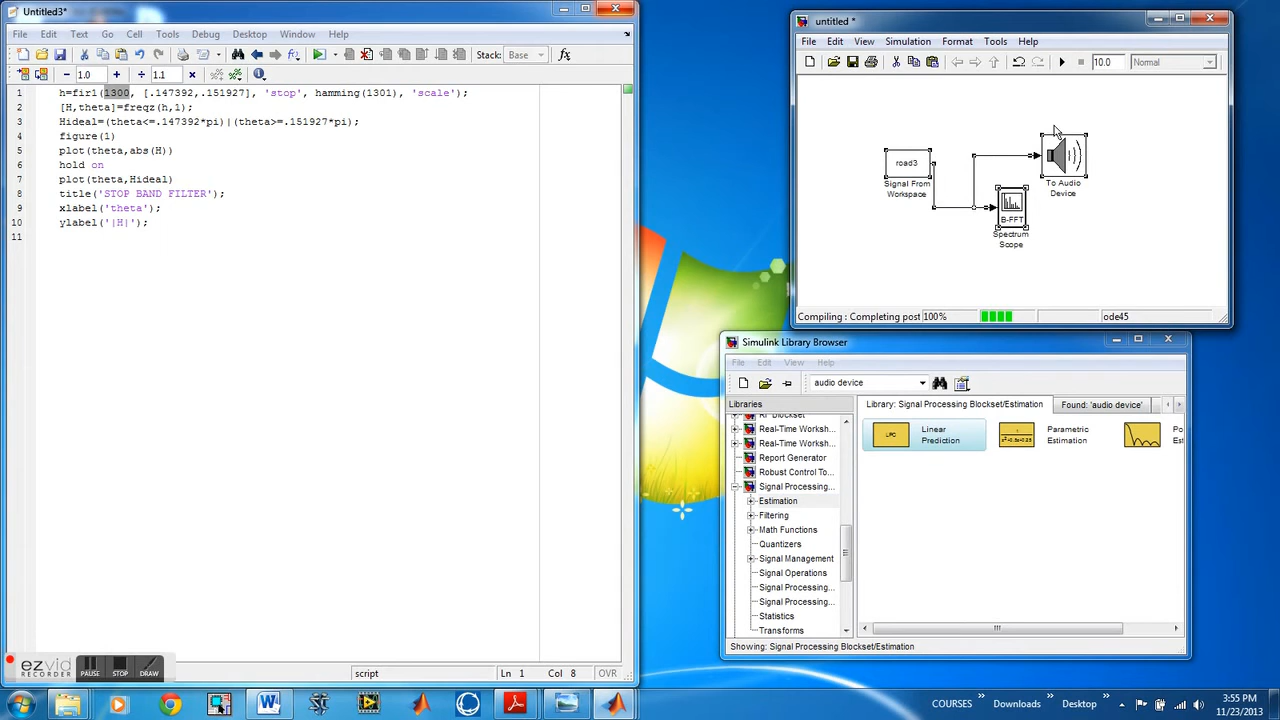 Untitled3*
File Edit Text Go Cell Tools Debug Desktop Window Help
Stack: Base fx
1.0 1.1
1 h=fir1(1300, [.147392,.151927], 'stop', hamming(1301), 'scale');
2 [H,theta]=freqz(h,1);
3 Hideal=(theta<=.147392*pi)|(theta>=.151927*pi);
4 figure(1)
5 plot(theta,abs(H))
6 hold on
7 plot(theta,Hideal)
8 title('STOP BAND FILTER');
9 xlabel('theta');
10 ylabel('|H|');
11
script Ln 1 Col 8 OVR
ezvid PAUSE STOP DRAW
untitled *
File Edit View Simulation Format Tools Help
10.0 Normal
road3
Signal From
Workspace
To Audio
Device
B-FFT
Spectrum
Scope
Compiling : Completing post 100% ode45
Simulink Library Browser
File Edit View Help
audio device
Libraries
Library: Signal Processing Blockset/Estimation Found: 'audio device'
RF Blockset
Real-Time Worksh...
Real-Time Worksh...
Report Generator
Robust Control To...
Signal Processing...
Estimation
Filtering
Math Functions
Quantizers
Signal Management
Signal Operations
Signal Processing...
Signal Processing...
Statistics
Transforms
LPC
Linear
Prediction
Parametric
Estimation
Po
Est
Showing: Signal Processing Blockset/Estimation
COURSES Downloads Desktop
3:55 PM
11/23/2013